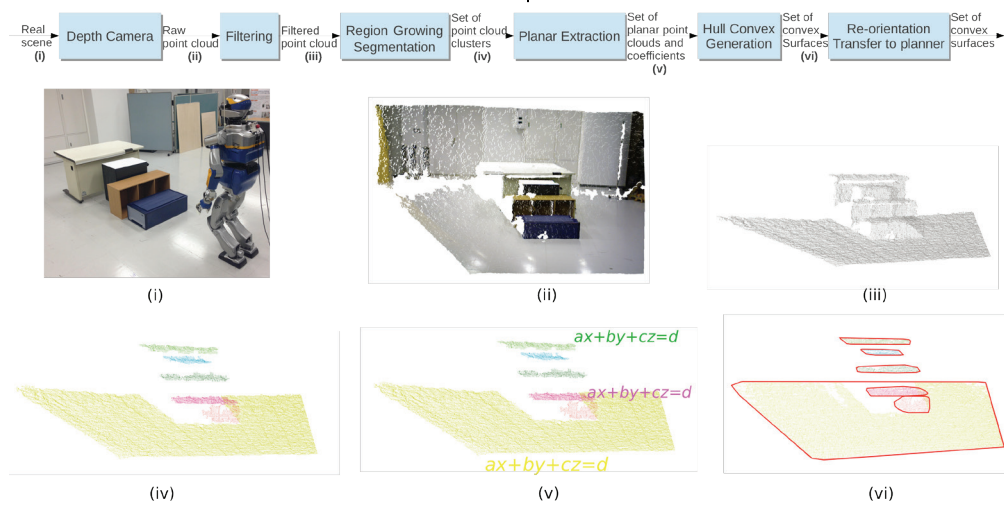 Real
scene
(i)
Depth Camera
Raw
point cloud
(ii)
Filtering
Filtered
point cloud
(iii)
Region Growing
Segmentation
Set of
point cloud
clusters
(iv)
Planar Extraction
Set of
planar point
clouds and
coefficients
(v)
Hull Convex
Generation
Set of
convex
Surfaces
(vi)
Re-orientation
Transfer to planner
Set of
convex
surfaces
(i)
(ii)
(iii)
ax+by+cz=d
ax+by+cz=d
ax+by+cz=d
(iv)
(v)
(vi)